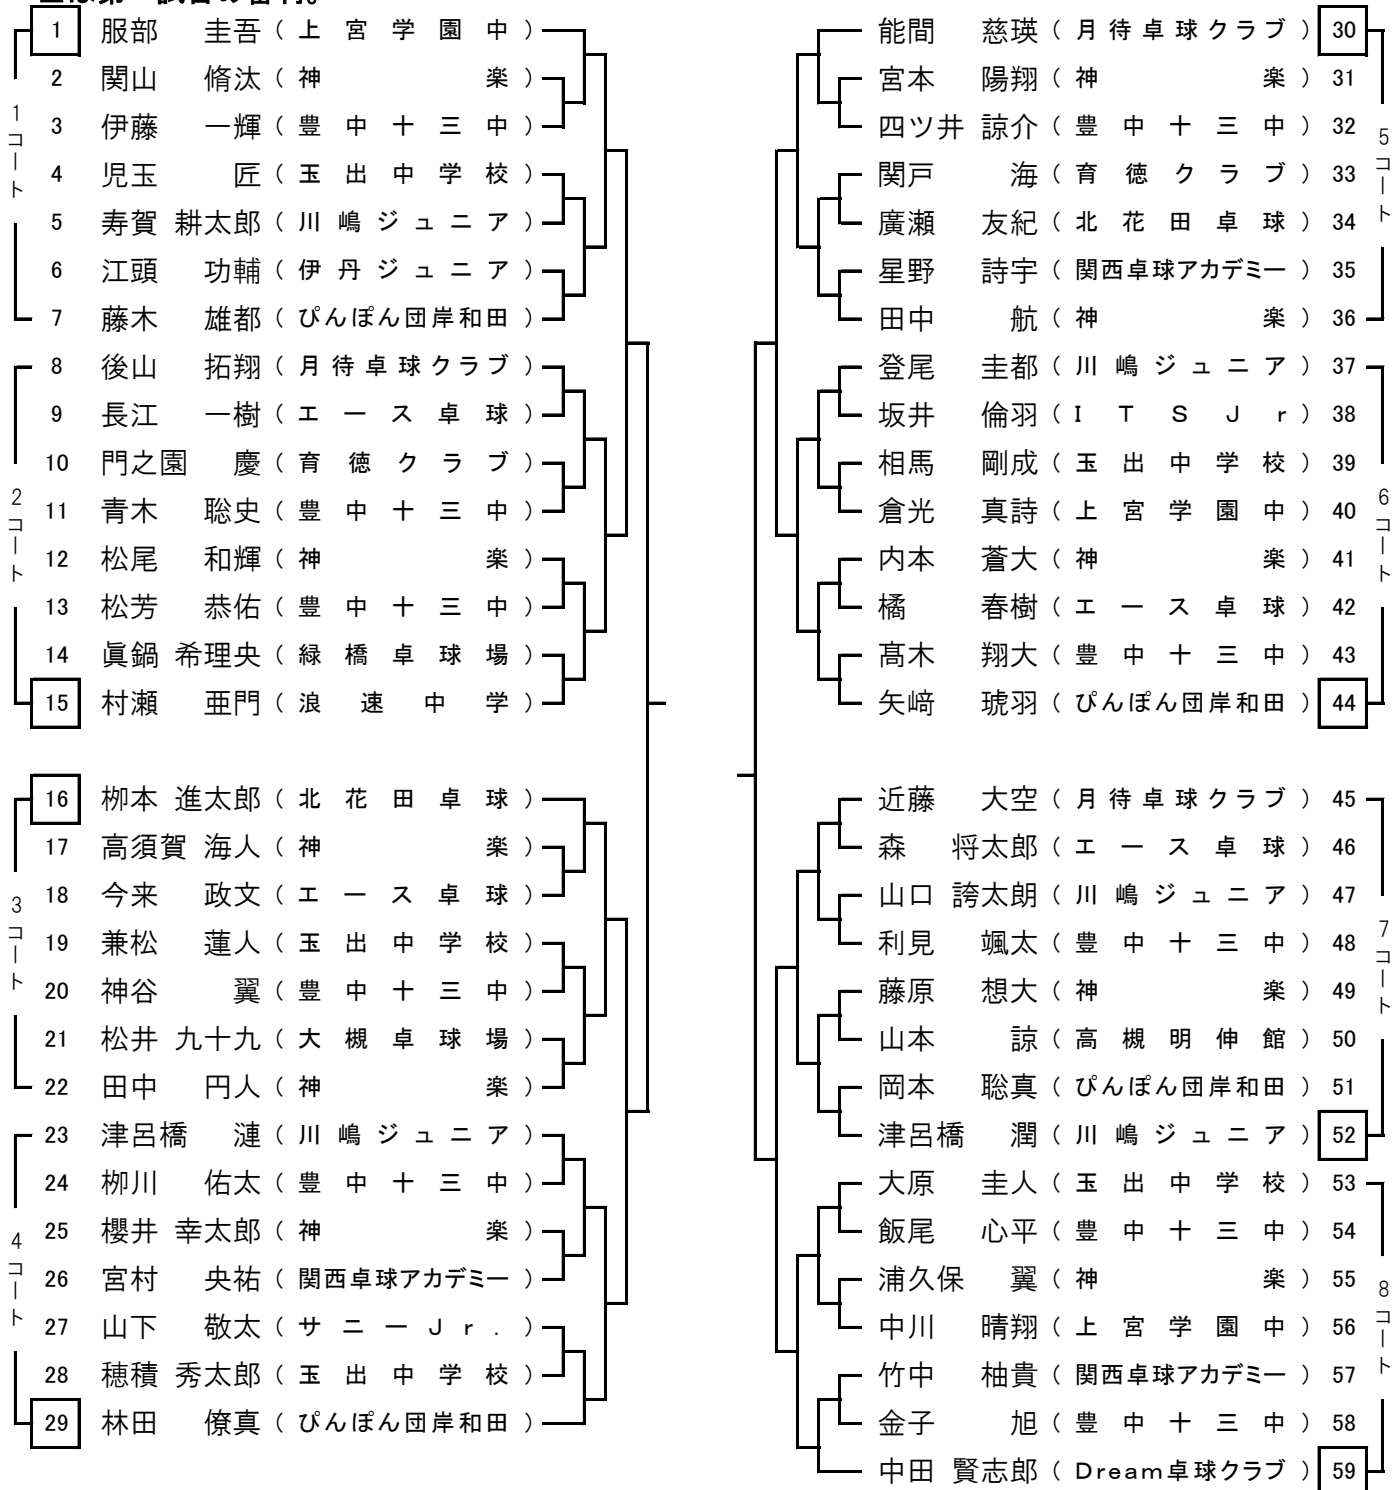 1 服部 圭吾 ( 上宮学園中 )
2 関山 脩汰 ( 神楽 )
3 伊藤 一輝 ( 豊中十三中 )
4 児玉 匠 ( 玉出中学校 )
5 寿賀 耕太郎 ( 川嶋ジュニア )
6 江頭 功輔 ( 伊丹ジュニア )
7 藤木 雄都 ( ぴんぽん団岸和田 )
1コート
8 後山 拓翔 ( 月待卓球クラブ )
9 長江 一樹 ( エース卓球 )
10 門之園 慶 ( 育徳クラブ )
11 青木 聡史 ( 豊中十三中 )
12 松尾 和輝 ( 神楽 )
13 松芳 恭佑 ( 豊中十三中 )
14 眞鍋 希理央 ( 緑橋卓球場 )
15 村瀬 亜門 ( 浪速中学 )
2コート
16 栁本 進太郎 ( 北花田卓球 )
17 高須賀 海人 ( 神楽 )
18 今来 政文 ( エース卓球 )
19 兼松 蓮人 ( 玉出中学校 )
20 神谷 翼 ( 豊中十三中 )
21 松井 九十九 ( 大槻卓球場 )
22 田中 円人 ( 神楽 )
3コート
23 津呂橋 漣 ( 川嶋ジュニア )
24 栁川 佑太 ( 豊中十三中 )
25 櫻井 幸太郎 ( 神楽 )
26 宮村 央祐 ( 関西卓球アカデミー )
27 山下 敬太 ( サニーJr. )
28 穂積 秀太郎 ( 玉出中学校 )
29 林田 僚真 ( ぴんぽん団岸和田 )
4コート
能間 慈瑛 ( 月待卓球クラブ ) 30
宮本 陽翔 ( 神楽 ) 31
四ツ井 諒介 ( 豊中十三中 ) 32
関戸 海 ( 育徳クラブ ) 33
廣瀬 友紀 ( 北花田卓球 ) 34
星野 詩宇 ( 関西卓球アカデミー ) 35
田中 航 ( 神楽 ) 36
5コート
登尾 圭都 ( 川嶋ジュニア ) 37
坂井 倫羽 ( ITSJr ) 38
相馬 剛成 ( 玉出中学校 ) 39
倉光 真詩 ( 上宮学園中 ) 40
内本 蒼大 ( 神楽 ) 41
橘 春樹 ( エース卓球 ) 42
髙木 翔大 ( 豊中十三中 ) 43
矢﨑 琥羽 ( ぴんぽん団岸和田 ) 44
6コート
近藤 大空 ( 月待卓球クラブ ) 45
森 将太郎 ( エース卓球 ) 46
山口 誇太朗 ( 川嶋ジュニア ) 47
利見 颯太 ( 豊中十三中 ) 48
藤原 想大 ( 神楽 ) 49
山本 諒 ( 高槻明伸館 ) 50
岡本 聡真 ( ぴんぽん団岸和田 ) 51
津呂橋 潤 ( 川嶋ジュニア ) 52
7コート
大原 圭人 ( 玉出中学校 ) 53
飯尾 心平 ( 豊中十三中 ) 54
浦久保 翼 ( 神楽 ) 55
中川 晴翔 ( 上宮学園中 ) 56
竹中 柚貴 ( 関西卓球アカデミー ) 57
金子 旭 ( 豊中十三中 ) 58
中田 賢志郎 ( Dream卓球クラブ ) 59
8コート